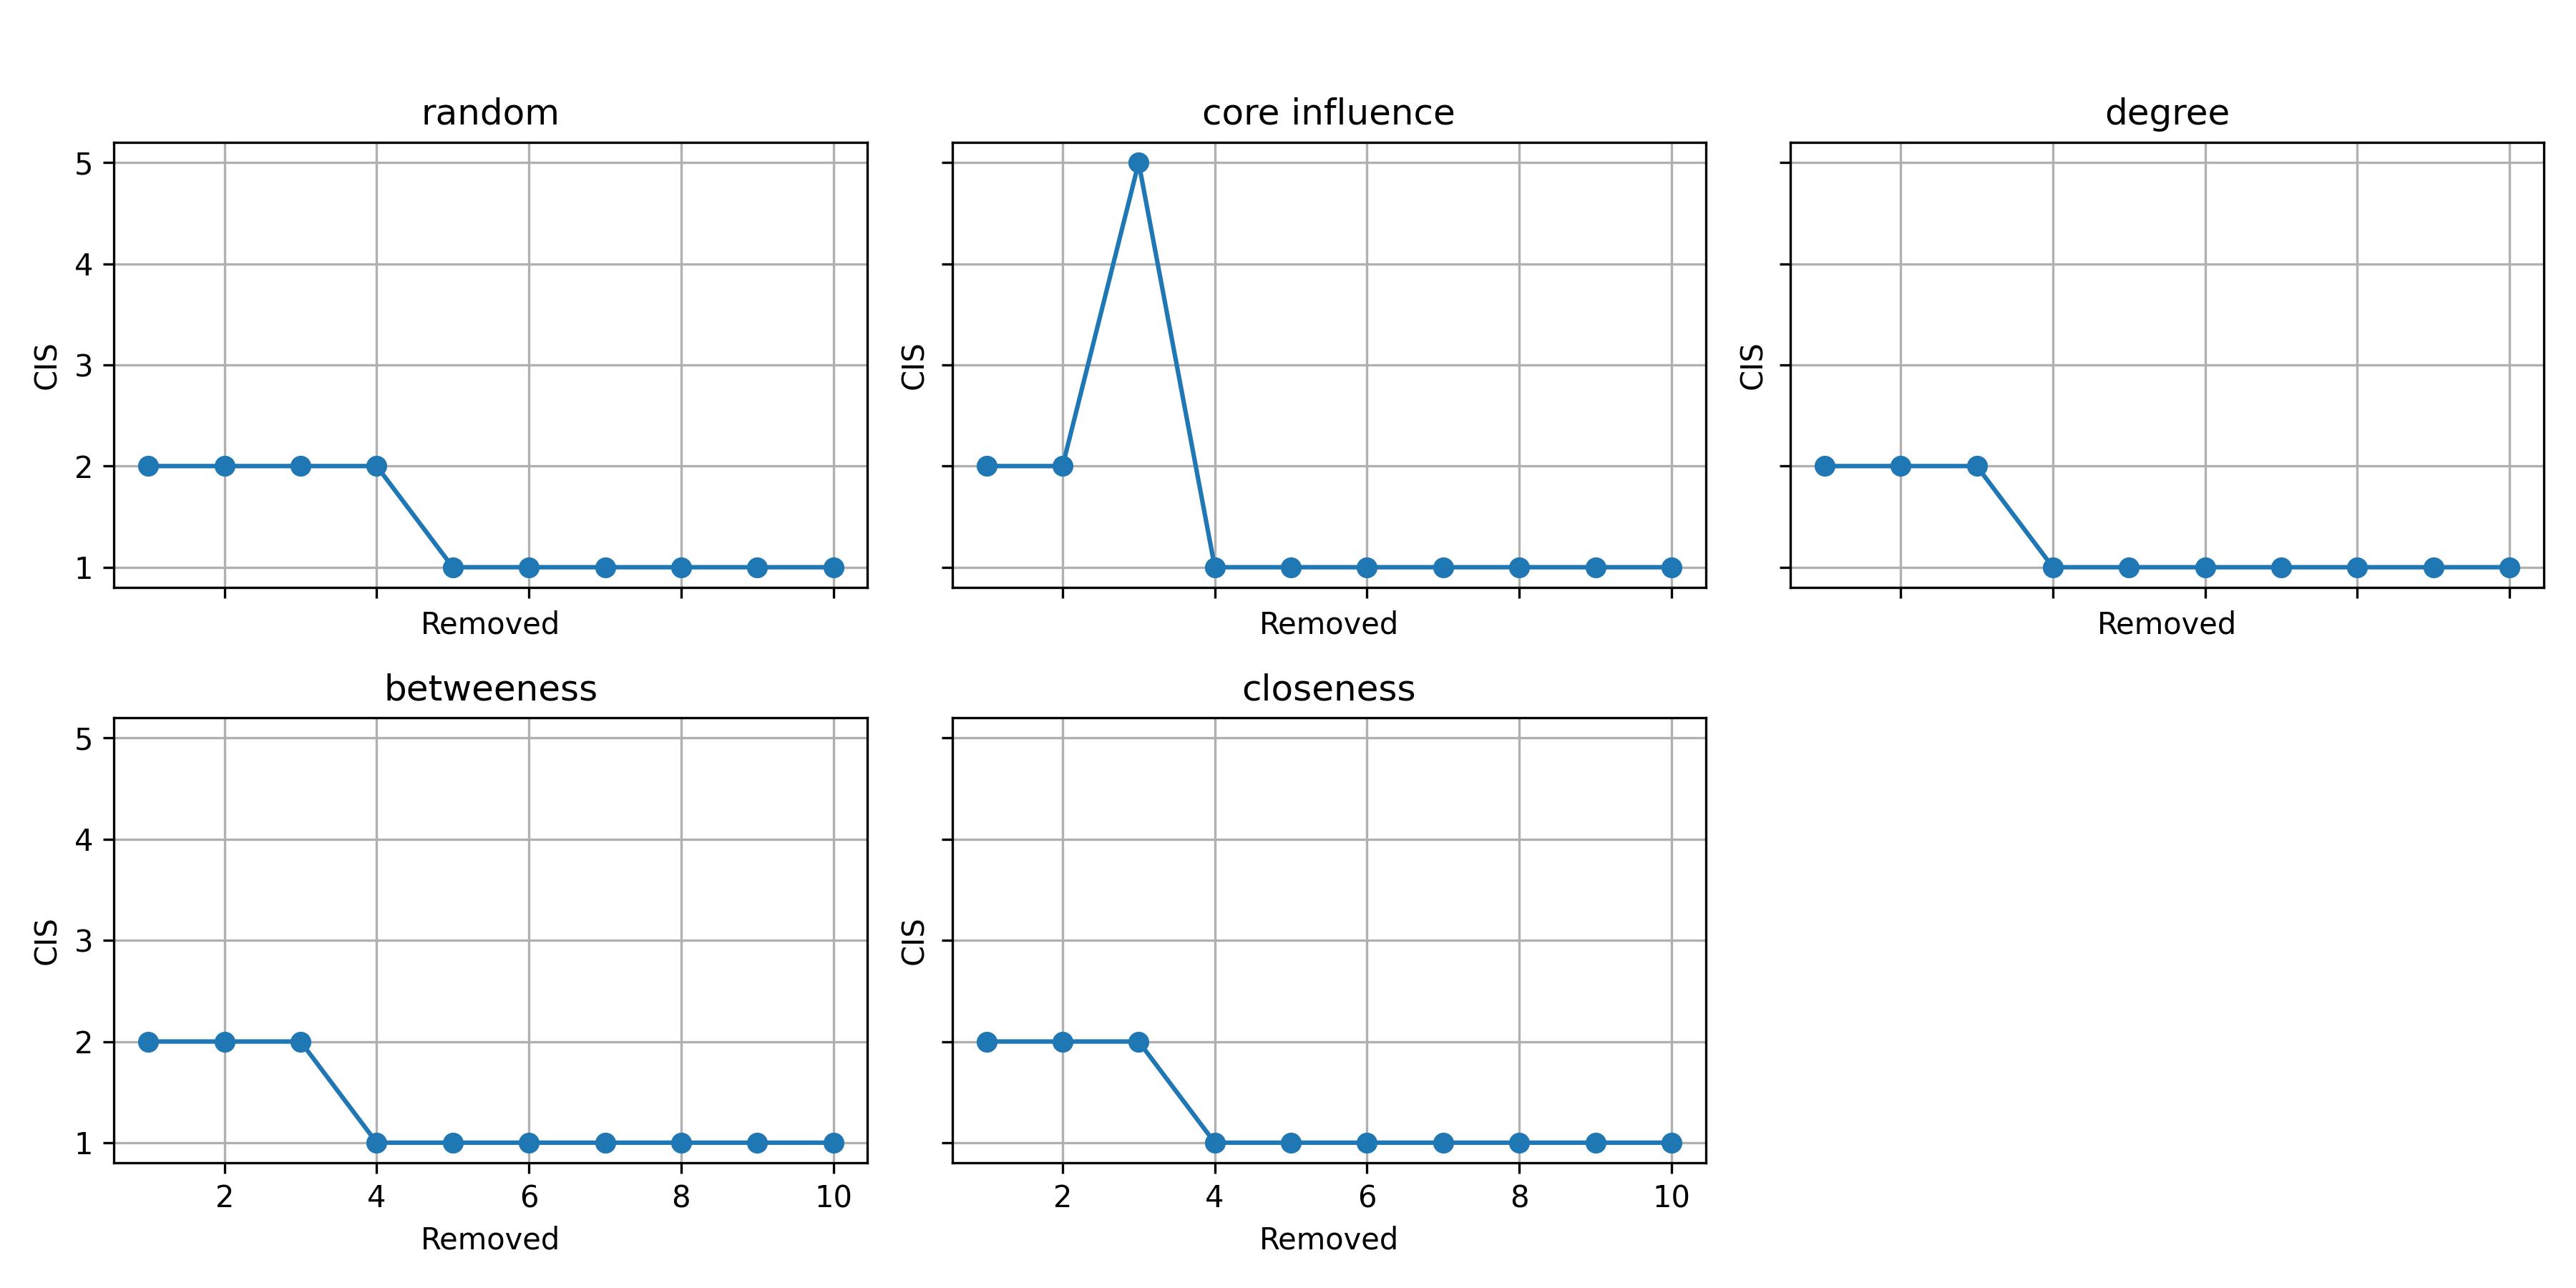 random
core influence
degree
5
4
3
2
1
CIS
CIS
CIS
Removed
Removed
Removed
betweeness
closeness
5
4
3
2
1
CIS
CIS
2 4 6 8 10
2 4 6 8 10
Removed
Removed